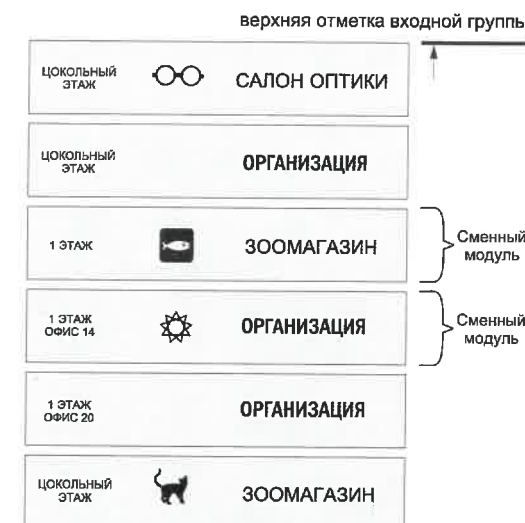 верхняя отметка входной группы
ЦОКОЛЬНЫЙ
ЭТАЖ
САЛОН ОПТИКИ
ЦОКОЛЬНЫЙ
ЭТАЖ
ОРГАНИЗАЦИЯ
1 ЭТАЖ
ЗООМАГАЗИН
Сменный
модуль
1 ЭТАЖ
ОФИС 14
ОРГАНИЗАЦИЯ
Сменный
модуль
1 ЭТАЖ
ОФИС 20
ОРГАНИЗАЦИЯ
ЦОКОЛЬНЫЙ
ЭТАЖ
ЗООМАГАЗИН